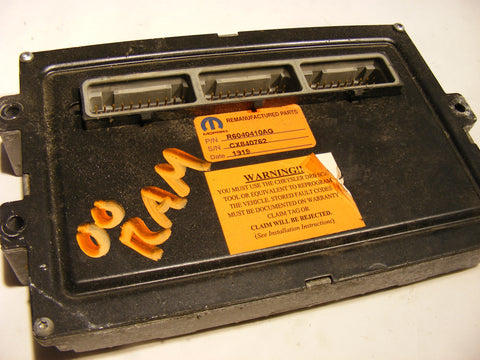 MOPAR REMANUFACTURED PARTS
P/N R6040410AG
S/N CX840762
Date 1315
WARNING!!
YOU MUST USE THE CHRYSLER DRB
TOOL OR EQUIVALENT TO REPROGRAM
THE VEHICLE. STORED FAULT CODES
MUST BE DOCUMENTED ON WARRANTY
CLAIM TAG OR
CLAIM WILL BE REJECTED.
(See Installation Instructions)
00
RAM